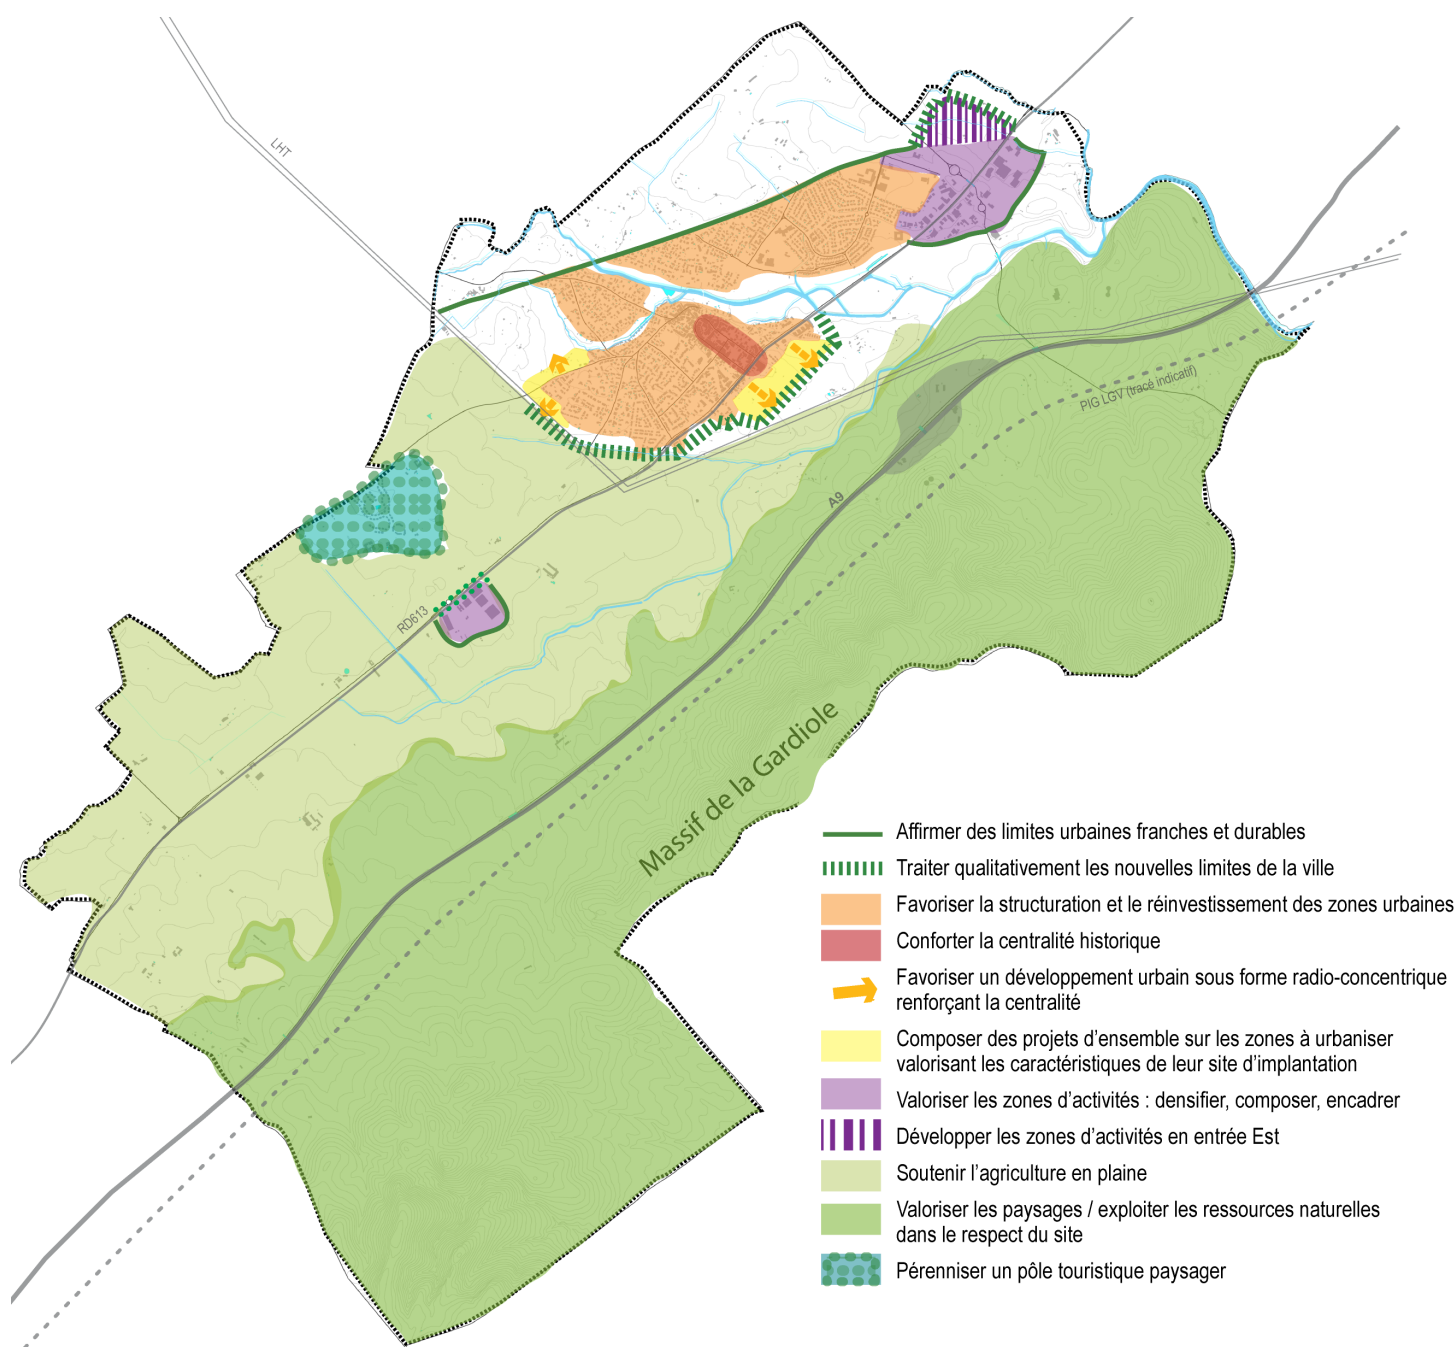 LHT
PIG LGV (tracé indicatif)
A9
RD613
Massif de la Gardiole
Affirmer des limites urbaines franches et durables
Traiter qualitativement les nouvelles limites de la ville
Favoriser la structuration et le réinvestissement des zones urbaines
Conforter la centralité historique
Favoriser un développement urbain sous forme radio-concentrique
renforçant la centralité
Composer des projets d’ensemble sur les zones à urbaniser
valorisant les caractéristiques de leur site d’implantation
Valoriser les zones d’activités : densifier, composer, encadrer
Développer les zones d’activités en entrée Est
Soutenir l’agriculture en plaine
Valoriser les paysages / exploiter les ressources naturelles
dans le respect du site
Pérenniser un pôle touristique paysager